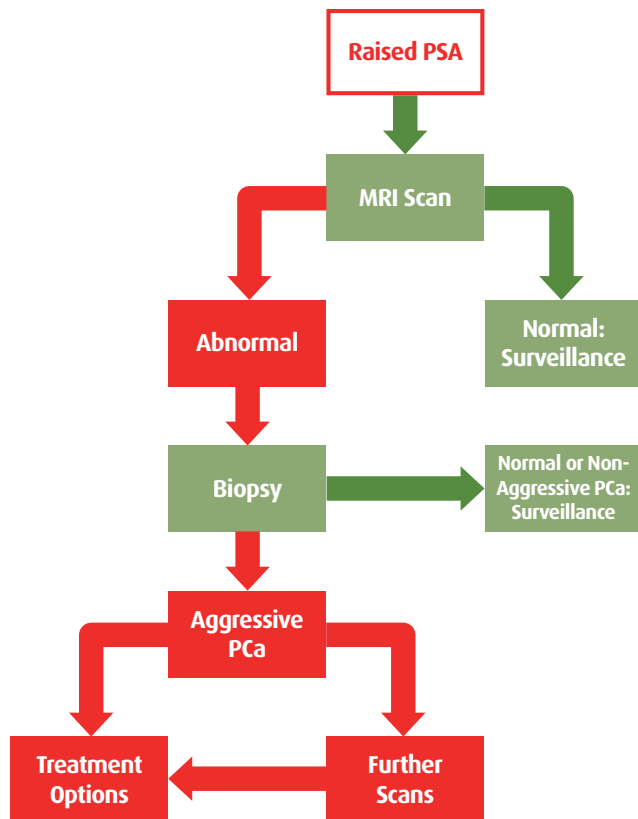 Raised PSA
MRI Scan
Abnormal
Normal:
Surveillance
Biopsy
Normal or Non-
Aggressive PCa:
Surveillance
Aggressive
PCa
Treatment
Options
Further
Scans